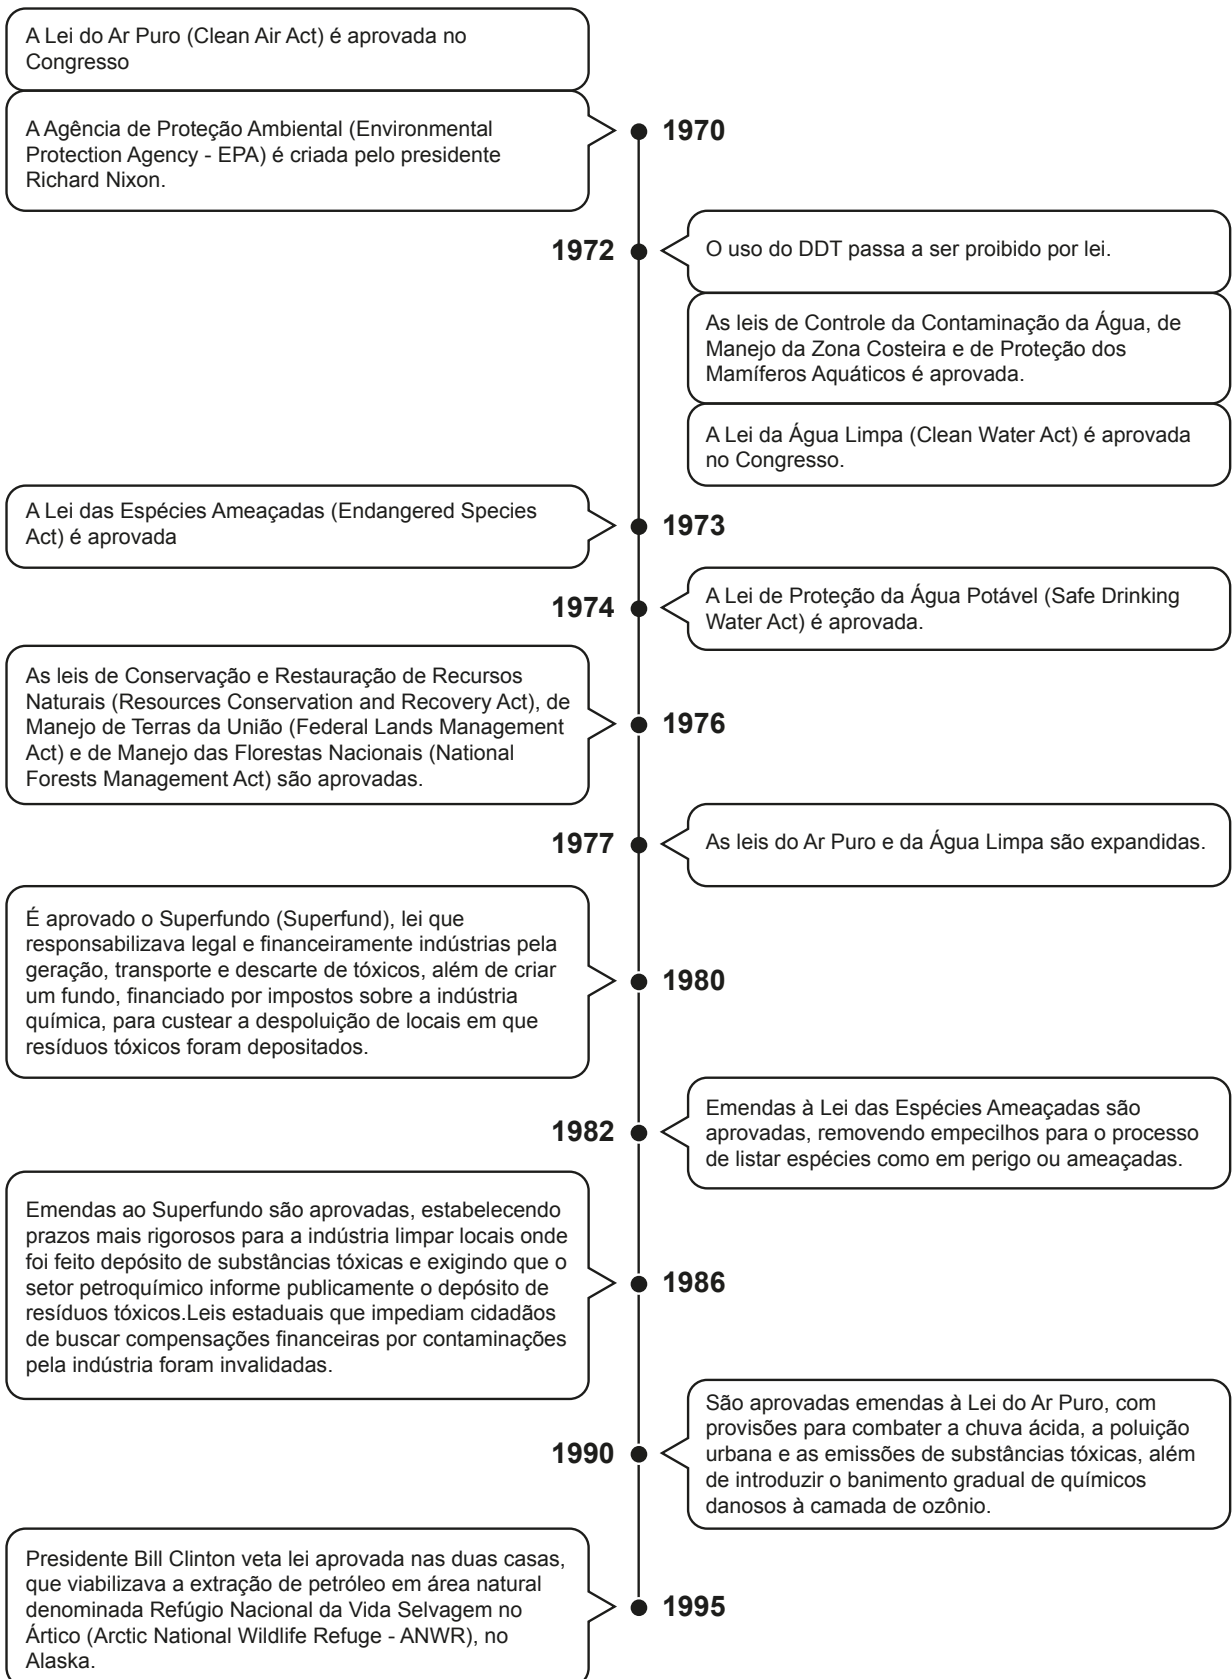 A Lei do Ar Puro (Clean Air Act) é aprovada no
Congresso
A Agência de Proteção Ambiental (Environmental
Protection Agency - EPA) é criada pelo presidente
Richard Nixon.
1970
1972
O uso do DDT passa a ser proibido por lei.
As leis de Controle da Contaminação da Água, de
Manejo da Zona Costeira e de Proteção dos
Mamíferos Aquáticos é aprovada.
A Lei da Água Limpa (Clean Water Act) é aprovada
no Congresso.
A Lei das Espécies Ameaçadas (Endangered Species
Act) é aprovada
1973
1974
A Lei de Proteção da Água Potável (Safe Drinking
Water Act) é aprovada.
As leis de Conservação e Restauração de Recursos
Naturais (Resources Conservation and Recovery Act), de
Manejo de Terras da União (Federal Lands Management
Act) e de Manejo das Florestas Nacionais (National
Forests Management Act) são aprovadas.
1976
1977
As leis do Ar Puro e da Água Limpa são expandidas.
É aprovado o Superfundo (Superfund), lei que
responsabilizava legal e financeiramente indústrias pela
geração, transporte e descarte de tóxicos, além de criar
um fundo, financiado por impostos sobre a indústria
química, para custear a despoluição de locais em que
resíduos tóxicos foram depositados.
1980
1982
Emendas à Lei das Espécies Ameaçadas são
aprovadas, removendo empecilhos para o processo
de listar espécies como em perigo ou ameaçadas.
Emendas ao Superfundo são aprovadas, estabelecendo
prazos mais rigorosos para a indústria limpar locais onde
foi feito depósito de substâncias tóxicas e exigindo que o
setor petroquímico informe publicamente o depósito de
resíduos tóxicos.Leis estaduais que impediam cidadãos
de buscar compensações financeiras por contaminações
pela indústria foram invalidadas.
1986
1990
São aprovadas emendas à Lei do Ar Puro, com
provisões para combater a chuva ácida, a poluição
urbana e as emissões de substâncias tóxicas, além
de introduzir o banimento gradual de químicos
danosos à camada de ozônio.
Presidente Bill Clinton veta lei aprovada nas duas casas,
que viabilizava a extração de petróleo em área natural
denominada Refúgio Nacional da Vida Selvagem no
Ártico (Arctic National Wildlife Refuge - ANWR), no
Alaska.
1995